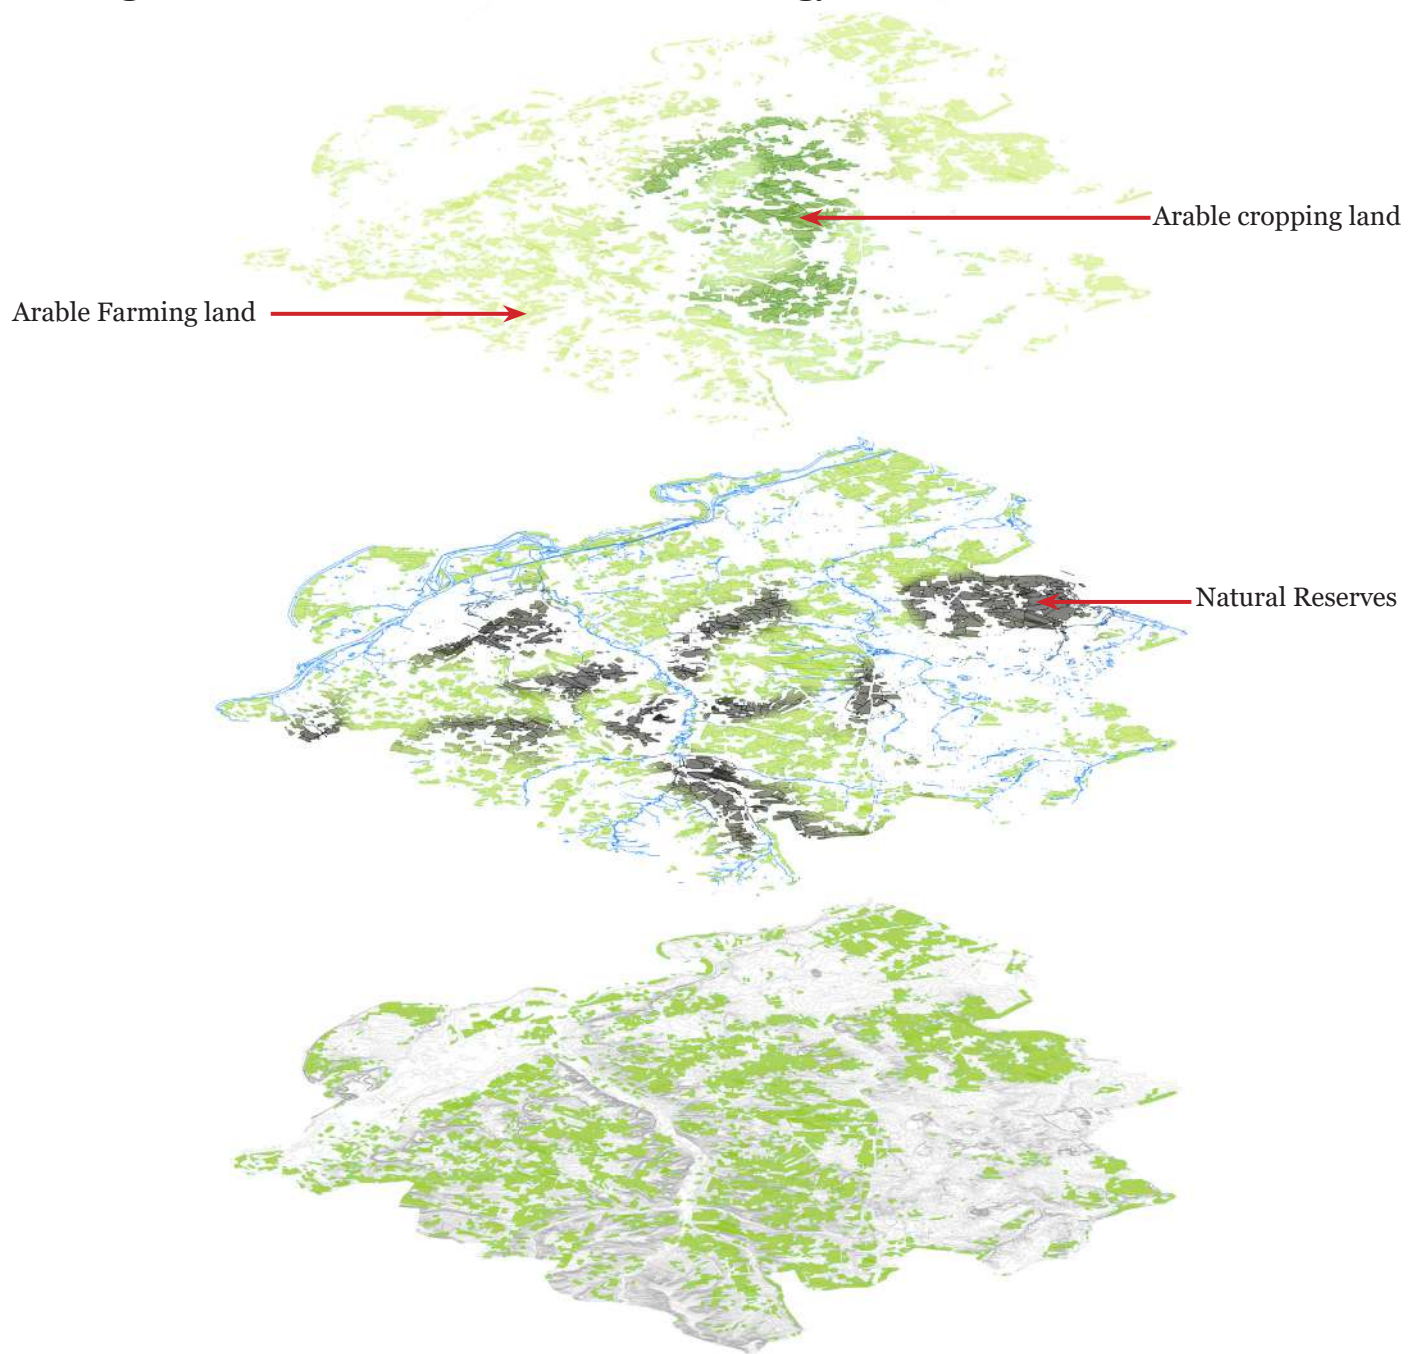 Arable cropping land
Arable Farming land
Natural Reserves